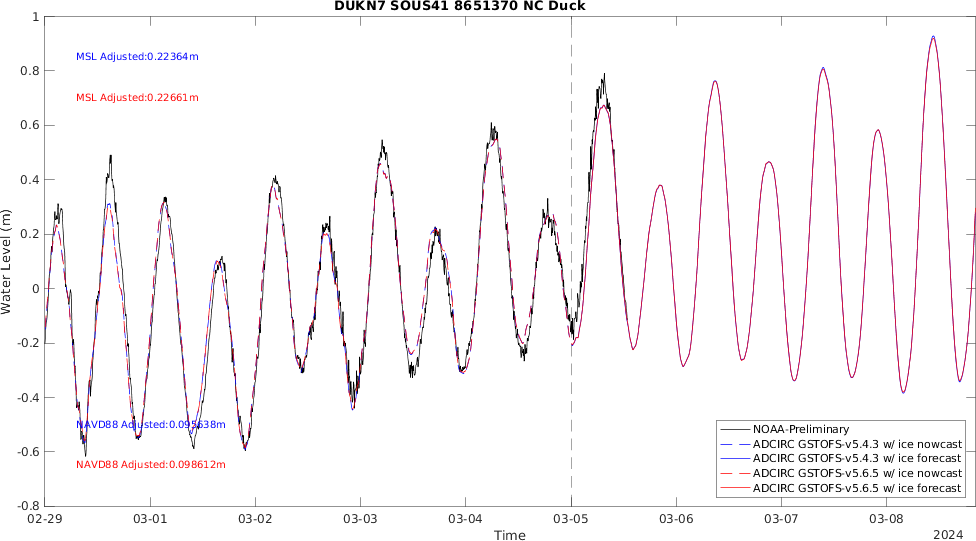 DUKN7 SOUS41 8651370 NC Duck
1
0.8
0.6
0.4
0.2
0
-0.2
-0.4
-0.6
-0.8
Water Level (m)
MSL Adjusted:0.22364m
MSL Adjusted:0.22661m
NAVD88 Adjusted:0.095638m
NAVD88 Adjusted:0.098612m
NOAA-Preliminary
ADCIRC GSTOFS-v5.4.3 w/ ice nowcast
ADCIRC GSTOFS-v5.4.3 w/ ice forecast
ADCIRC GSTOFS-v5.6.5 w/ ice nowcast
ADCIRC GSTOFS-v5.6.5 w/ ice forecast
02-29 03-01 03-02 03-03 03-04 03-05 03-06 03-07 03-08
Time
2024